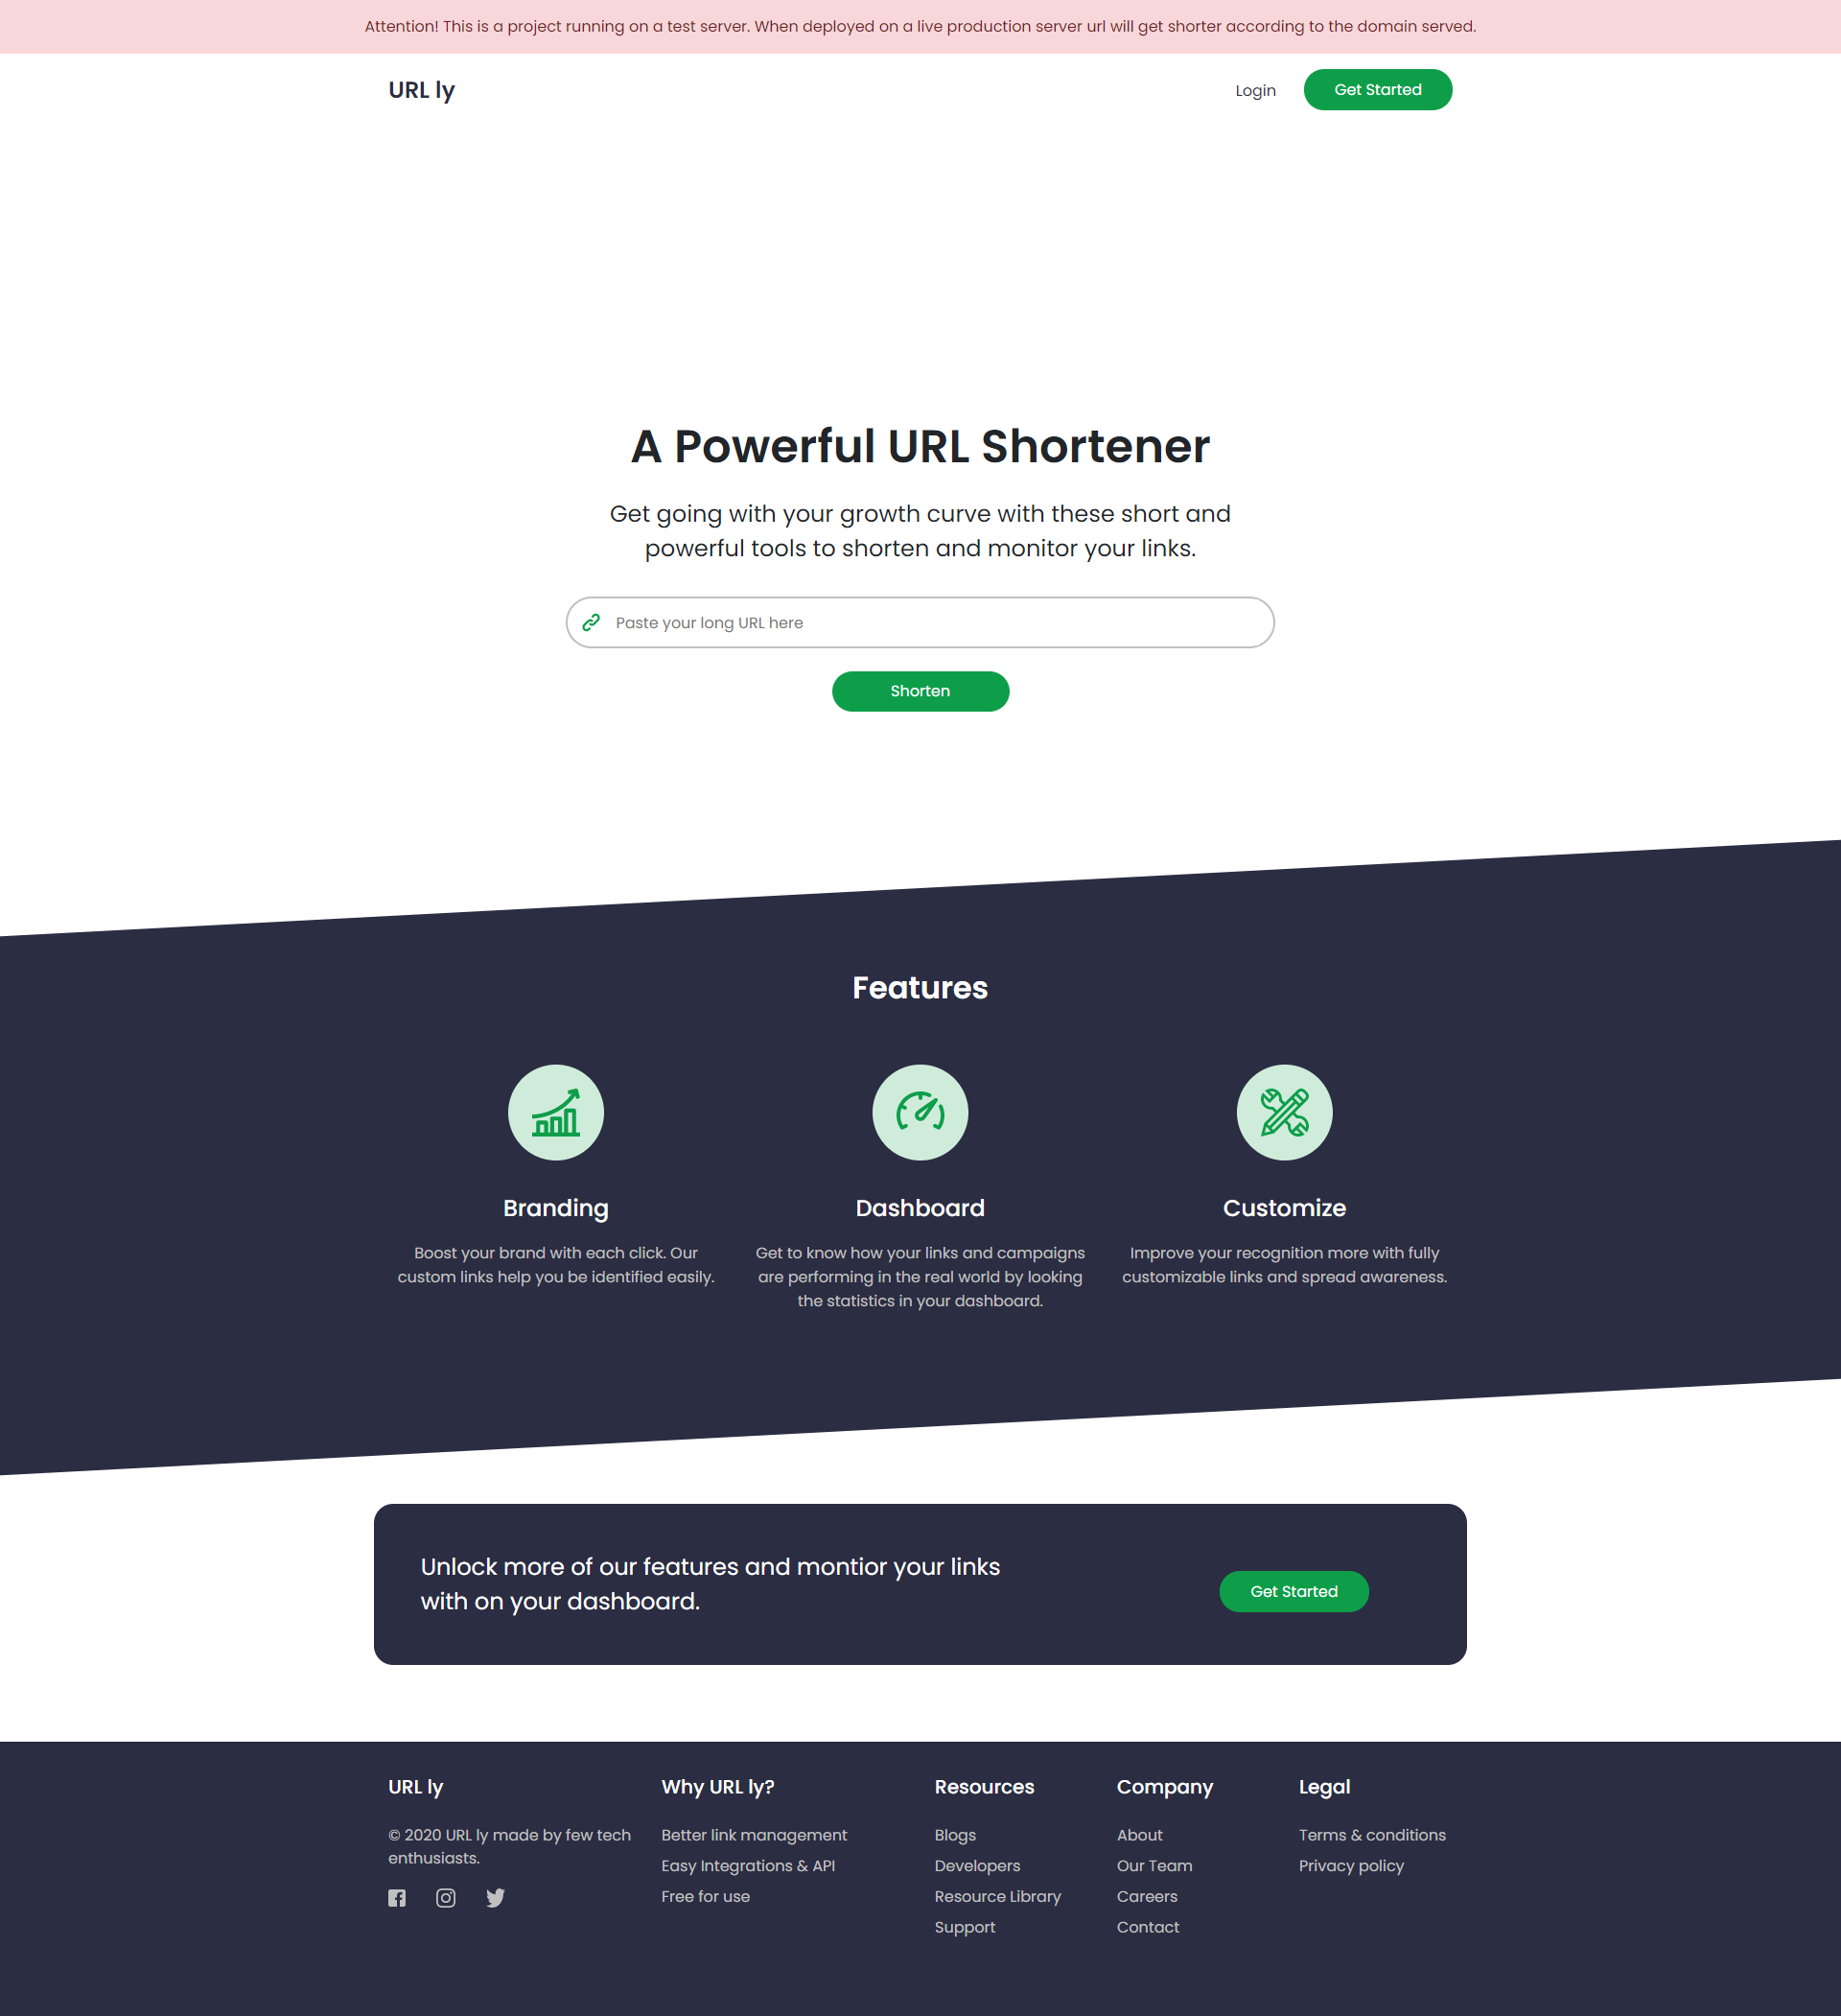 Attention! This is a project running on a test server. When deployed on a live production server url will get shorter according to the domain served.
URL ly
Login
Get Started
A Powerful URL Shortener
Get going with your growth curve with these short and
powerful tools to shorten and monitor your links.
Paste your long URL here
Shorten
Features
Branding
Boost your brand with each click. Our
custom links help you be identified easily.
Dashboard
Get to know how your links and campaigns
are performing in the real world by looking
the statistics in your dashboard.
Customize
Improve your recognition more with fully
customizable links and spread awareness.
Unlock more of our features and montior your links
with on your dashboard.
Get Started
URL ly
© 2020 URL ly made by few tech
enthusiasts.
Why URL ly?
Better link management
Easy Integrations & API
Free for use
Resources
Blogs
Developers
Resource Library
Support
Company
About
Our Team
Careers
Contact
Legal
Terms & conditions
Privacy policy